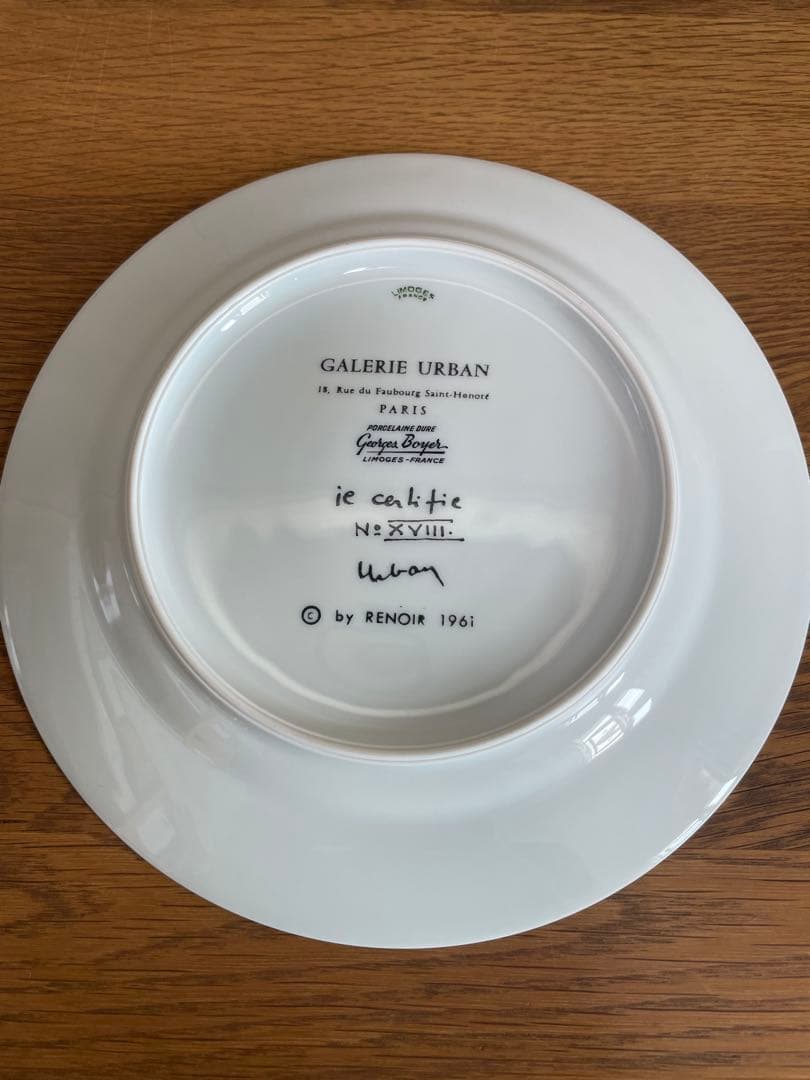 LIMOGES
FRANCE
GALERIE URBAN
18, Rue du Faubourg Saint-Honoré
PARIS
PORCELAINE DURE
Georges Boyer
LIMOGES-FRANCE
je certifie
Nº XVIII.
Urban
© by RENOIR 1961